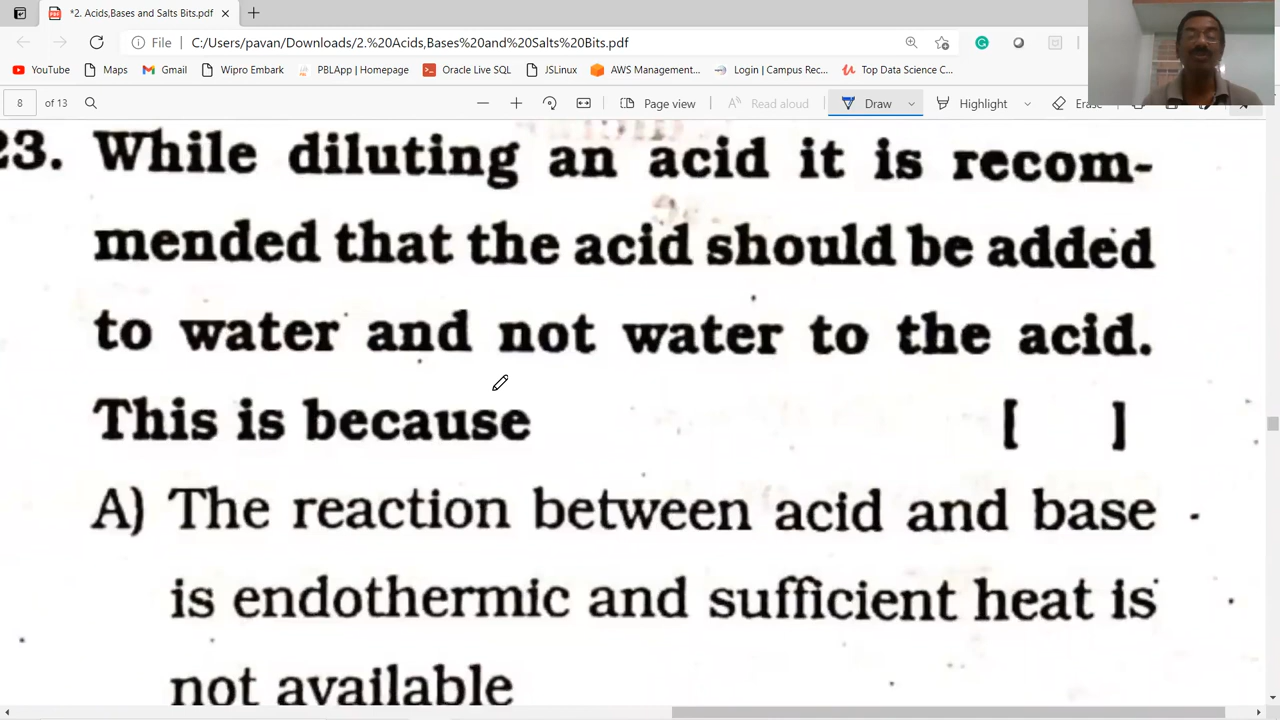 *2. Acids,Bases and Salts Bits.pdf
File C:/Users/pavan/Downloads/2.%20Acids,Bases%20and%20Salts%20Bits.pdf
YouTube Maps Gmail Wipro Embark PBLApp | Homepage Create Oracle SQL JSLinux AWS Management... Login | Campus Rec... Top Data Science C...
8 of 13 Page view Read aloud Draw Highlight Erase
23. While diluting an acid it is recom-
mended that the acid should be added
to water and not water to the acid.
This is because [ ]
A) The reaction between acid and base
is endothermic and sufficient heat is
not available